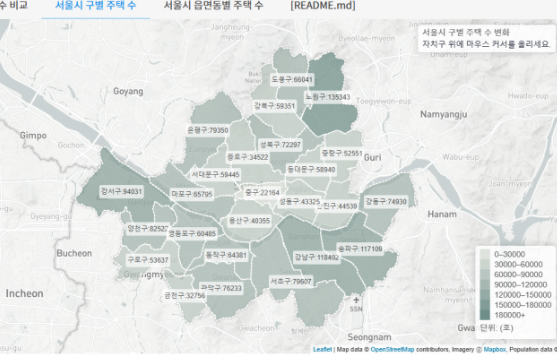 수 비교 서울시 구별 주택 수 서울시 읍면동별 주택 수 [README.md]
서울시 구별 주택 수 변화
자치구 위에 마우스 커서를 올리세요.
Byeollae-myeon
도봉구:66041
노원구:135343
Toegyewon-eup
Hwado-eup
강북구:59351
Goyang
Namyangju
은평구:79350
성북구:72297
중랑구:52551
종로구:34522
Guri
Wabu-eup
Gimpo
Gochon
서대문구:59445
동대문구:58940
강서구:94031
마포구:65795
중구:22164
성동구:43325
광진구:44539
강동구:74930
Hanam
용산구:40355
양천구:82522
영등포구:60485
송파구:117109
강남구:118402
Bucheon
구로구:53637
Gwangmyeong
동작구:64381
관악구:76233
서초구:79607
금천구:32756
Incheon
SSN
Gwacheon
Seongnam
0–30000
30000–60000
60000–90000
90000–120000
120000–150000
150000–180000
180000+
단위: (호)
Leaflet | Map data © OpenStreetMap contributors, Imagery © Mapbox, Population data ©